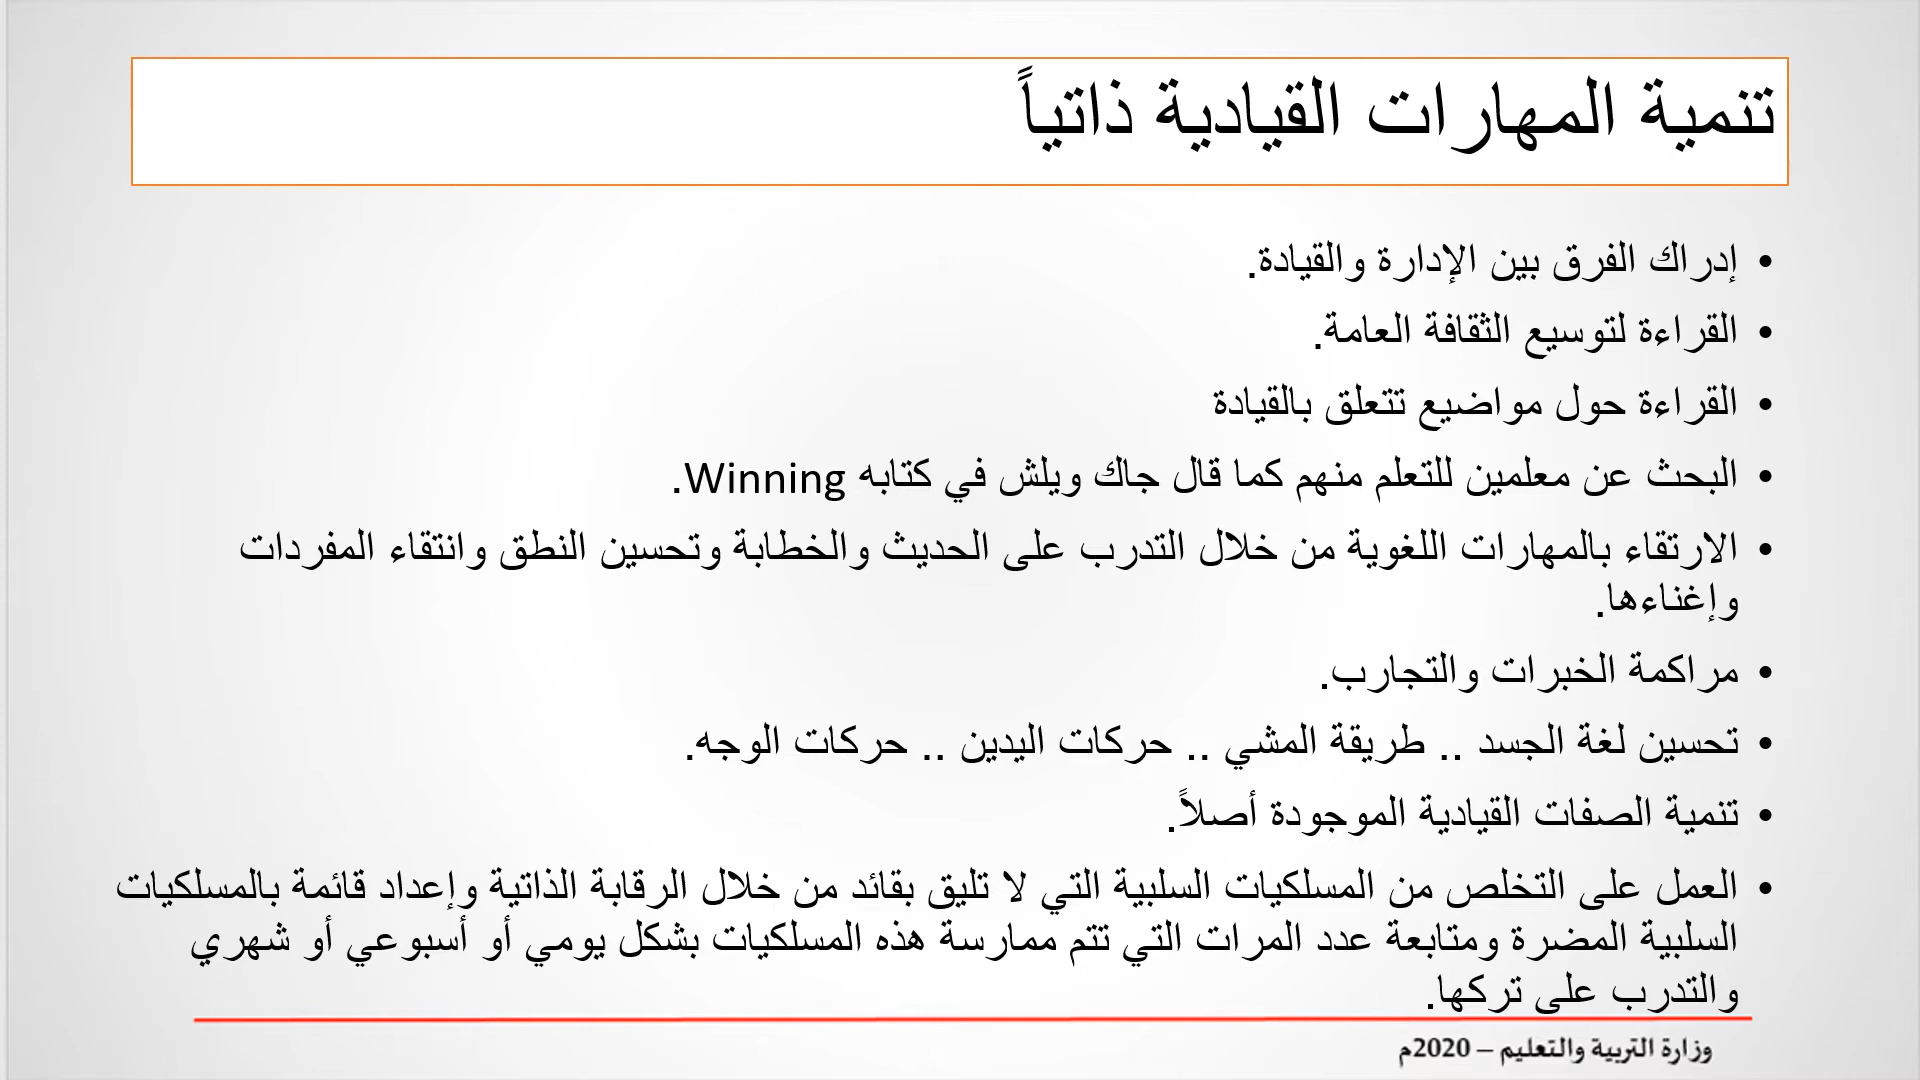 تنمية المهارات القيادية ذاتياً
• إدراك الفرق بين الإدارة والقيادة.
• القراءة لتوسيع الثقافة العامة.
• القراءة حول مواضيع تتعلق بالقيادة
• البحث عن معلمين للتعلم منهم كما قال جاك ويلش في كتابه Winning.
• الارتقاء بالمهارات اللغوية من خلال التدرب على الحديث والخطابة وتحسين النطق وانتقاء المفردات
وإغناءها.
• مراكمة الخبرات والتجارب.
• تحسين لغة الجسد .. طريقة المشي .. حركات اليدين .. حركات الوجه.
• تنمية الصفات القيادية الموجودة أصلاً.
• العمل على التخلص من المسلكيات السلبية التي لا تليق بقائد من خلال الرقابة الذاتية وإعداد قائمة بالمسلكيات
السلبية المضرة ومتابعة عدد المرات التي تتم ممارسة هذه المسلكيات بشكل يومي أو أسبوعي أو شهري
والتدرب على تركها.
وزارة التربية والتعليم – 2020م